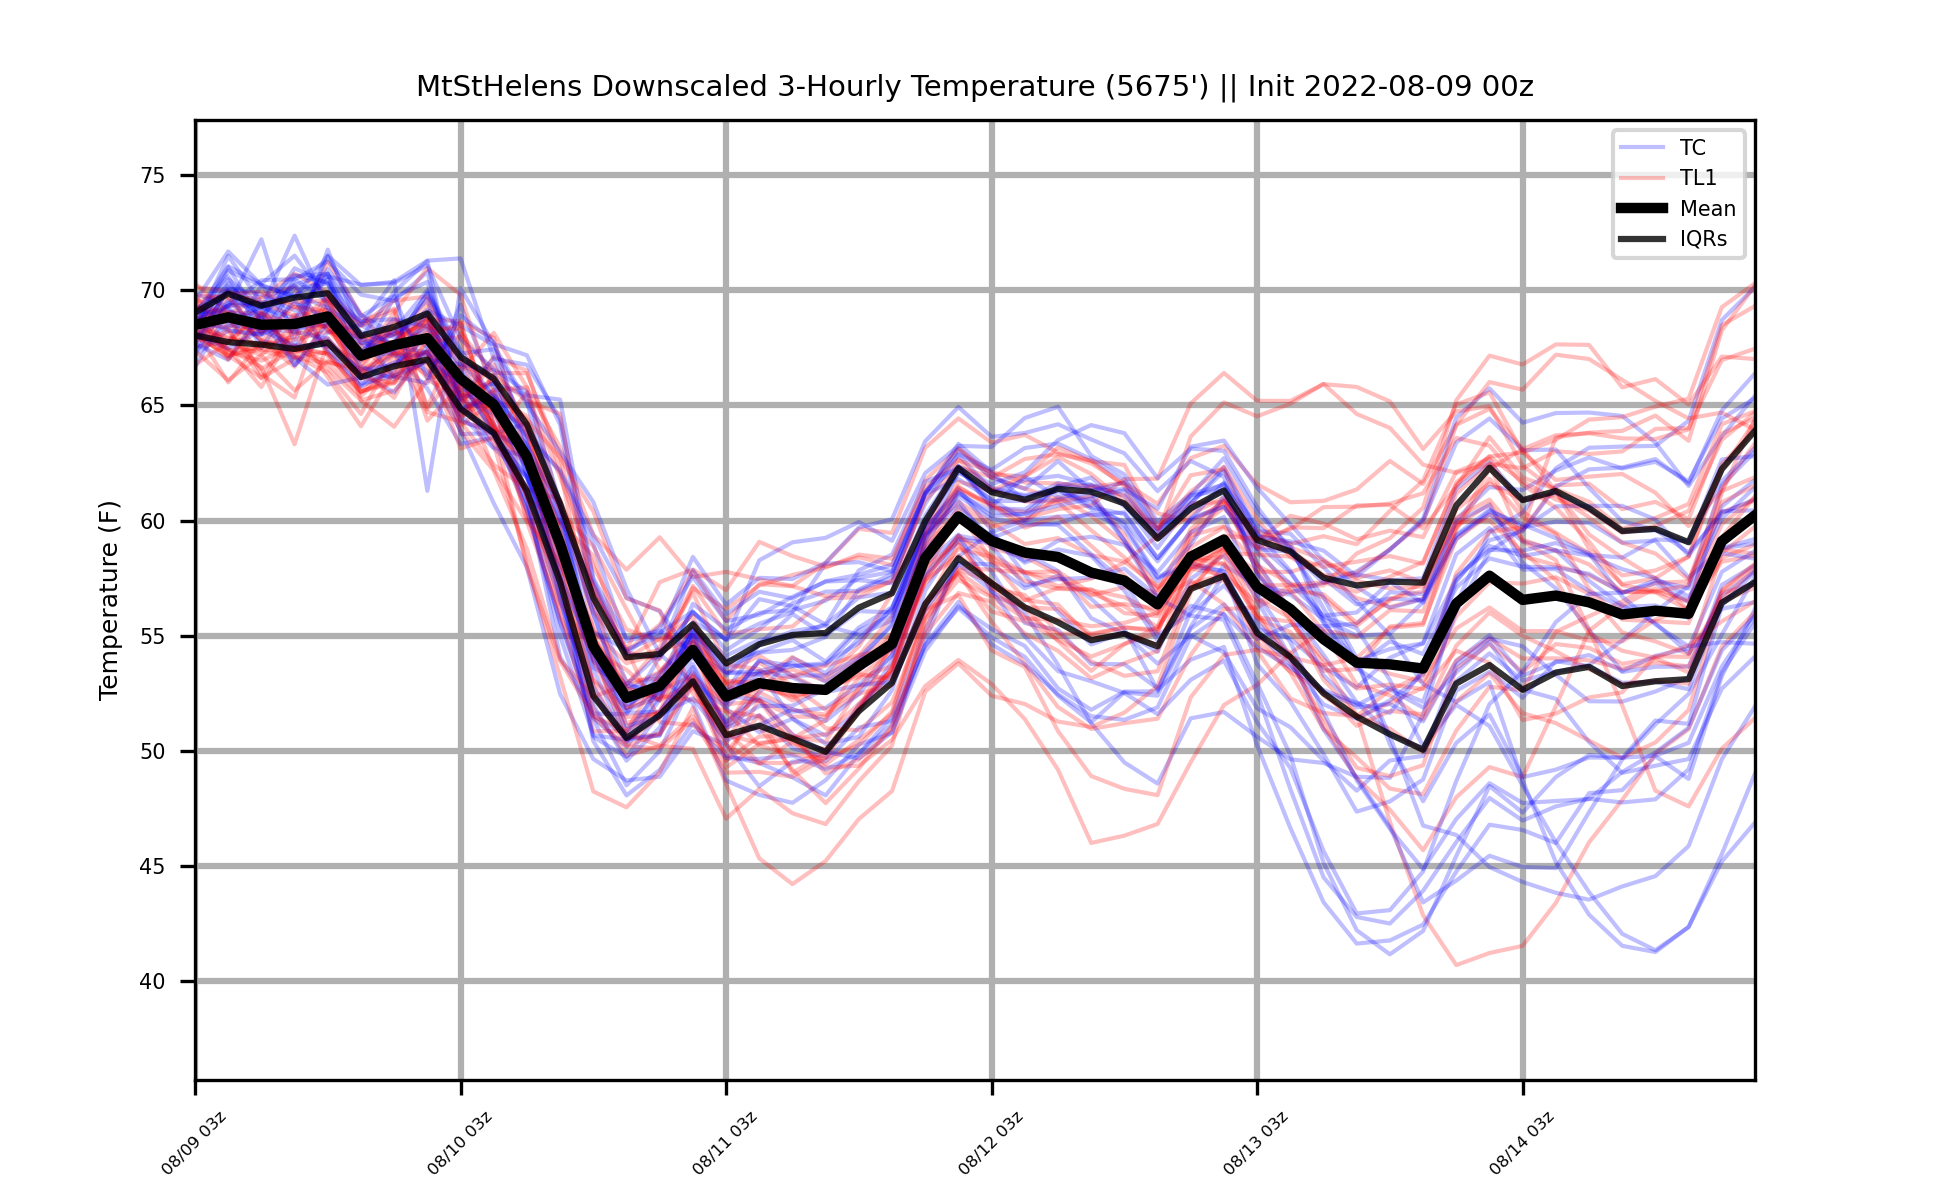 MtStHelens Downscaled 3-Hourly Temperature (5675') || Init 2022-08-09 00z
TC
TL1
Mean
IQRs
Temperature (F)
75
70
65
60
55
50
45
40
08/09 03z
08/10 03z
08/11 03z
08/12 03z
08/13 03z
08/14 03z